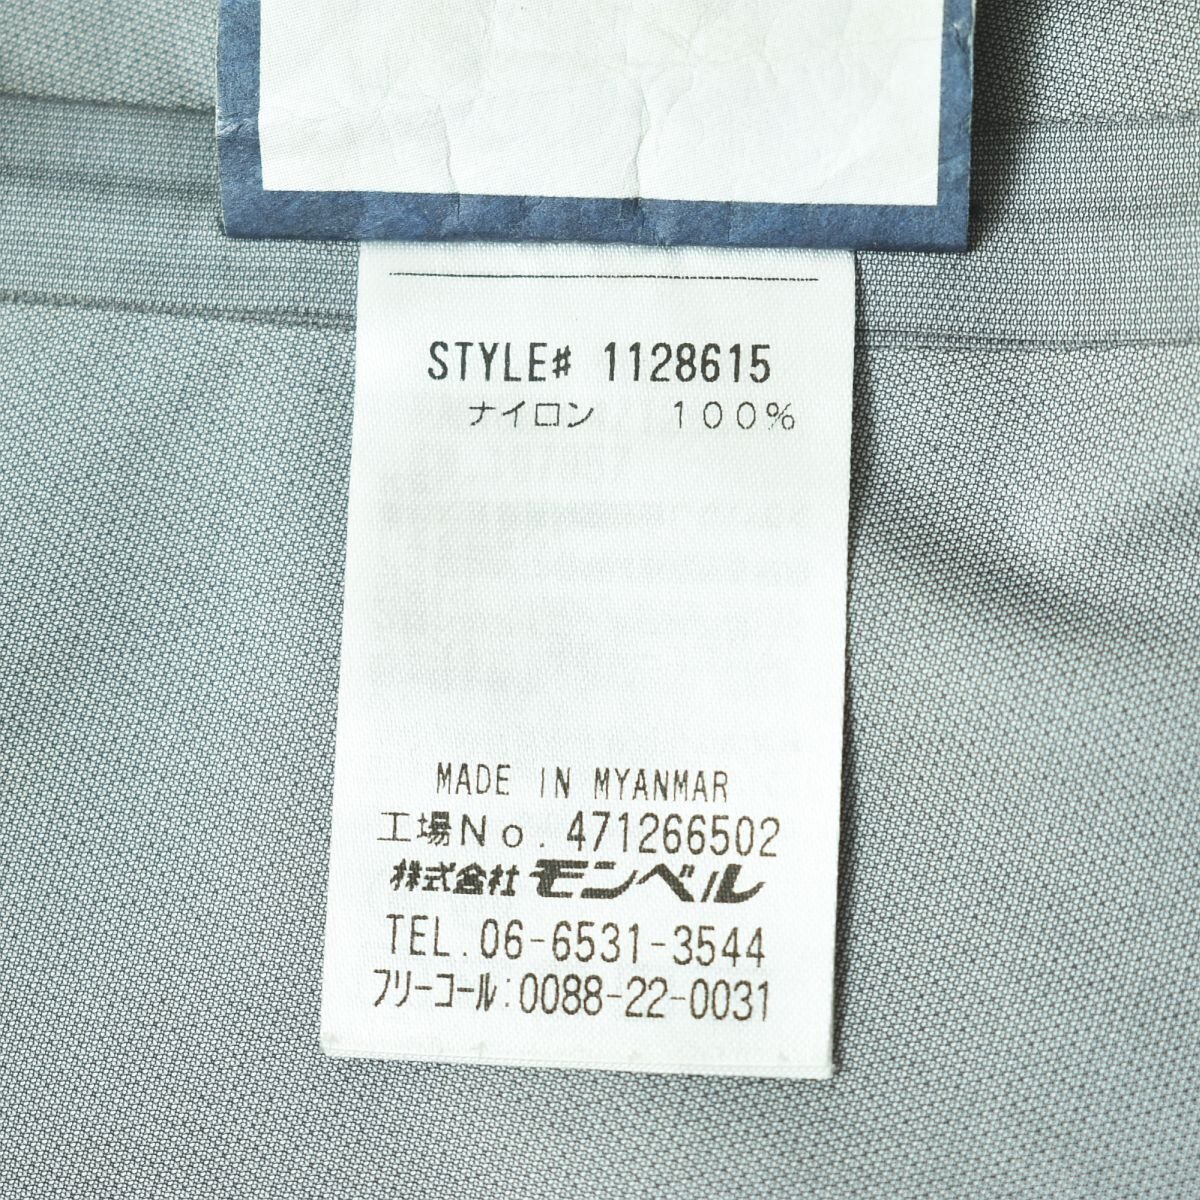 STYLE# 1128615
ナイロン 100%
MADE IN MYANMAR
工場No. 471266502
株式会社 モンベル
TEL. 06-6531-3544
フリーコール:0088-22-0031